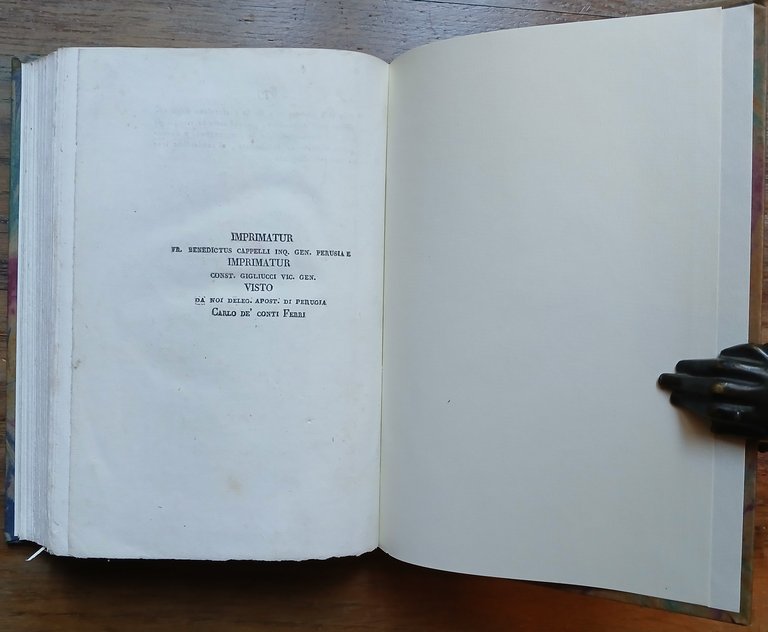 IMPRIMATUR
FR. BENEDICTUS CAPPELLI INQ. GEN. PERUSIA E
IMPRIMATUR
CONST. GIGLIUCCI VIC. GEN.
VISTO
DA' NOI DELEG. APOST. DI PERUGIA
CARLO DE' CONTI FERRI